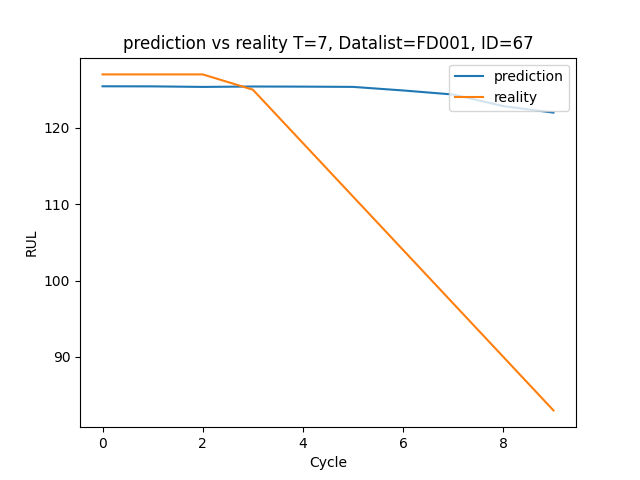 prediction vs reality T=7, Datalist=FD001, ID=67
prediction
reality
120
110
100
90
RUL
0 2 4 6 8
Cycle